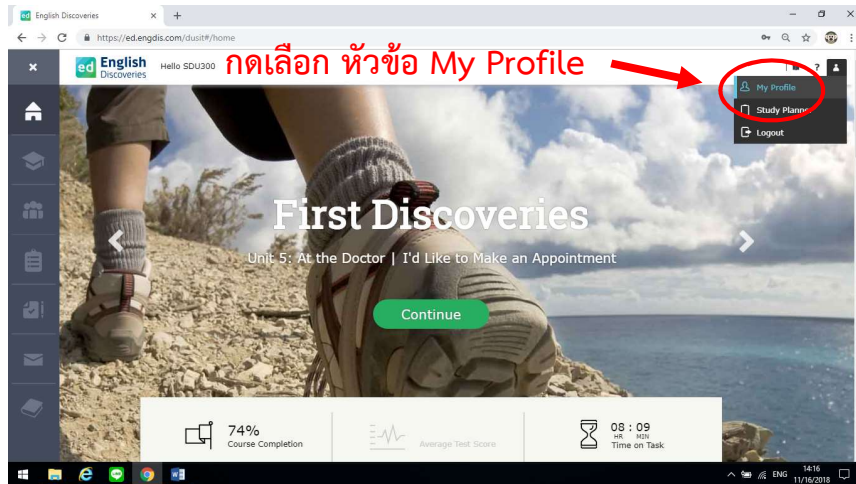 ed English Discoveries
https://ed.engdis.com/dusit#/home
ed English Discoveries
Hello SDU300
กดเลือก หัวข้อ My Profile
?
My Profile
Study Planner
Logout
First Discoveries
Unit 5: At the Doctor | I'd Like to Make an Appointment
Continue
74%
Course Completion
Average Test Score
08 : 09
HR MIN
Time on Task
ENG
14:16
11/16/2018